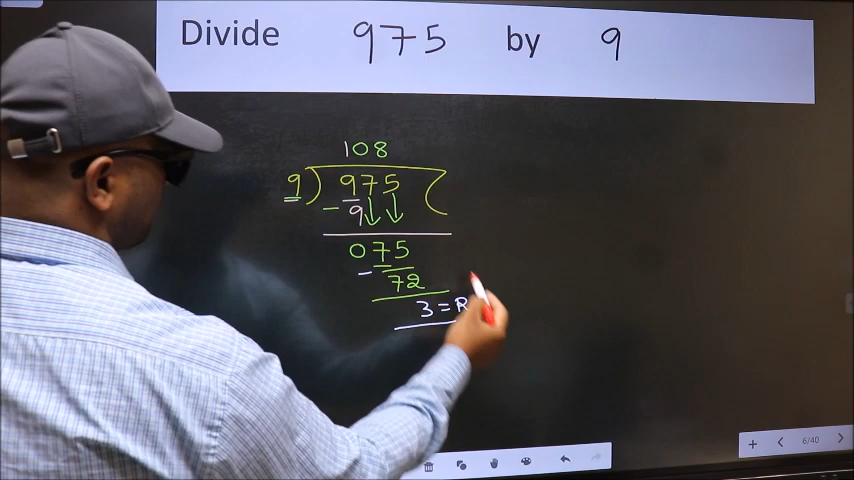 Divide 975 by 9
108
9 ) 975 (
- 9
075
- 72
3 = R
6/40